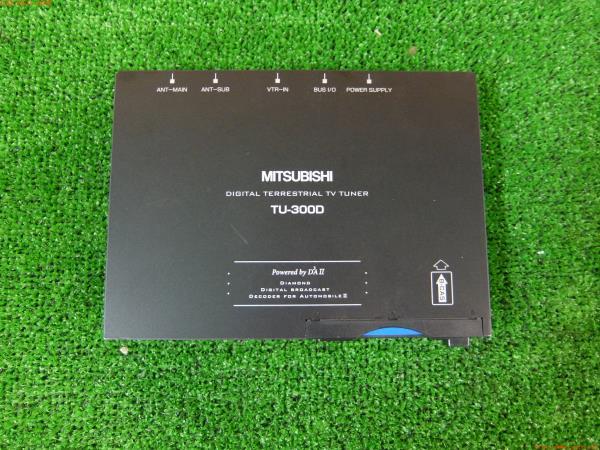 ANT-MAIN ANT-SUB VTR-IN BUS I/O POWER SUPPLY
MITSUBISHI
DIGITAL TERRESTRIAL TV TUNER
TU-300D
Powered by D3A II
DIAMOND
DIGITAL BROADCAST
DECODER FOR AUTOMOBILE II
B-CAS